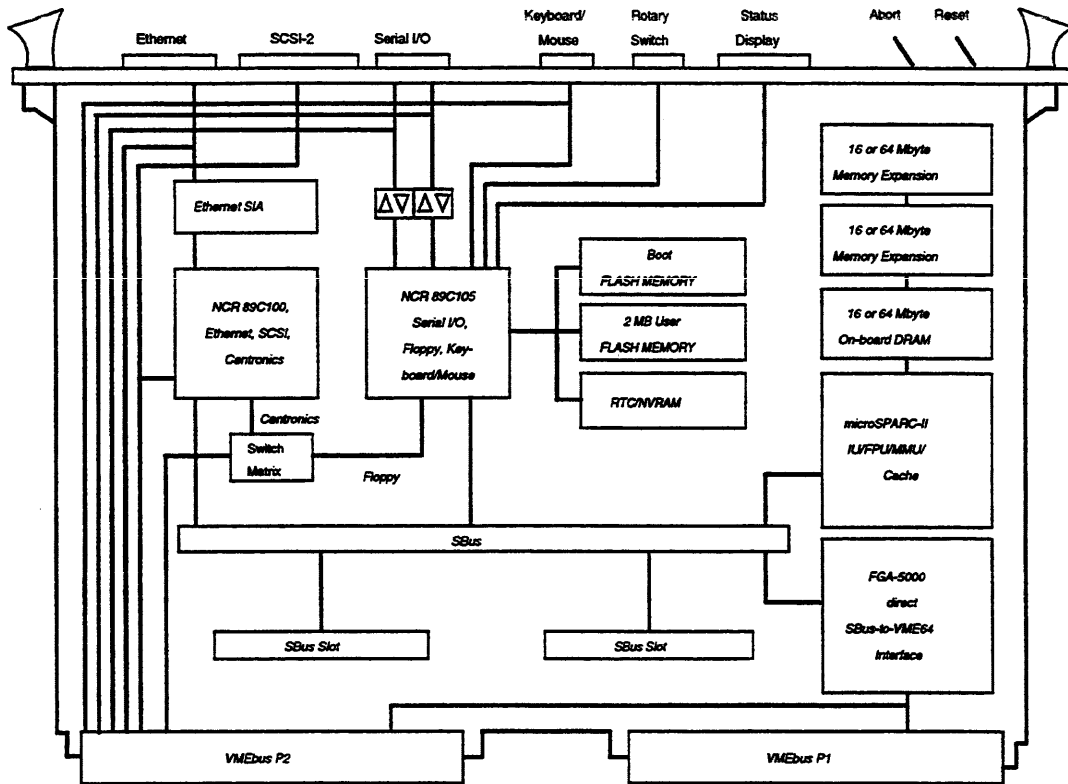 Ethernet
SCSI-2
Serial I/O
Keyboard/
Mouse
Rotary
Switch
Status
Display
Abort
Reset
Ethernet SIA
16 or 64 Mbyte
Memory Expansion
16 or 64 Mbyte
Memory Expansion
16 or 64 Mbyte
On-board DRAM
NCR 89C100,
Ethernet, SCSI,
Centronics
NCR 89C105
Serial I/O,
Floppy, Key-
board/Mouse
Boot
FLASH MEMORY
2 MB User
FLASH MEMORY
RTC/NVRAM
microSPARC-II
IU/FPU/MMU/
Cache
Centronics
Switch
Matrix
Floppy
SBus
FGA-5000
direct
SBus-to-VME64
Interface
SBus Slot
SBus Slot
VMEbus P2
VMEbus P1